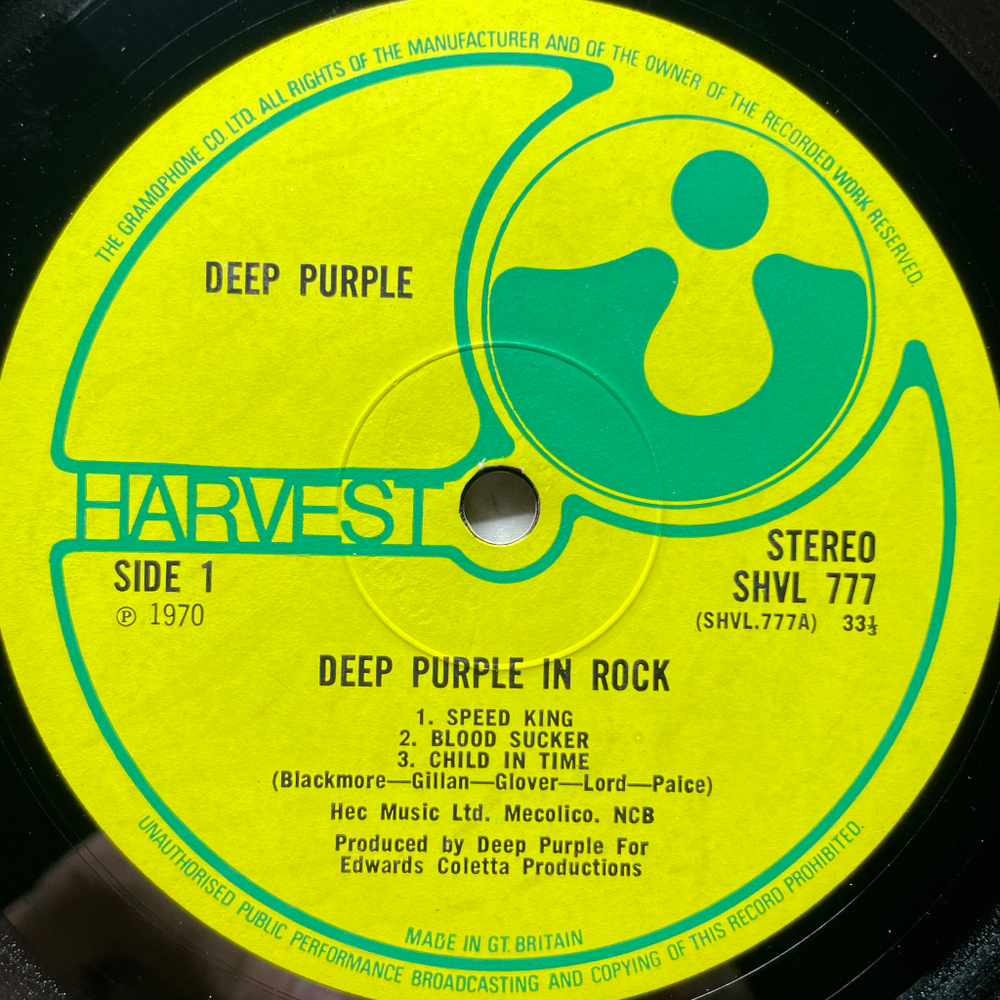 THE GRAMOPHONE CO. LTD. ALL RIGHTS OF THE MANUFACTURER AND OF THE OWNER OF THE RECORDED WORK RESERVED.
DEEP PURPLE
HARVEST
SIDE 1
℗ 1970
STEREO
SHVL 777
(SHVL.777A) 33⅓
DEEP PURPLE IN ROCK
1. SPEED KING
2. BLOOD SUCKER
3. CHILD IN TIME
(Blackmore—Gillan—Glover—Lord—Paice)
Hec Music Ltd. Mecolico. NCB
Produced by Deep Purple For
Edwards Coletta Productions
MADE IN GT. BRITAIN
UNAUTHORISED PUBLIC PERFORMANCE BROADCASTING AND COPYING OF THIS RECORD PROHIBITED.